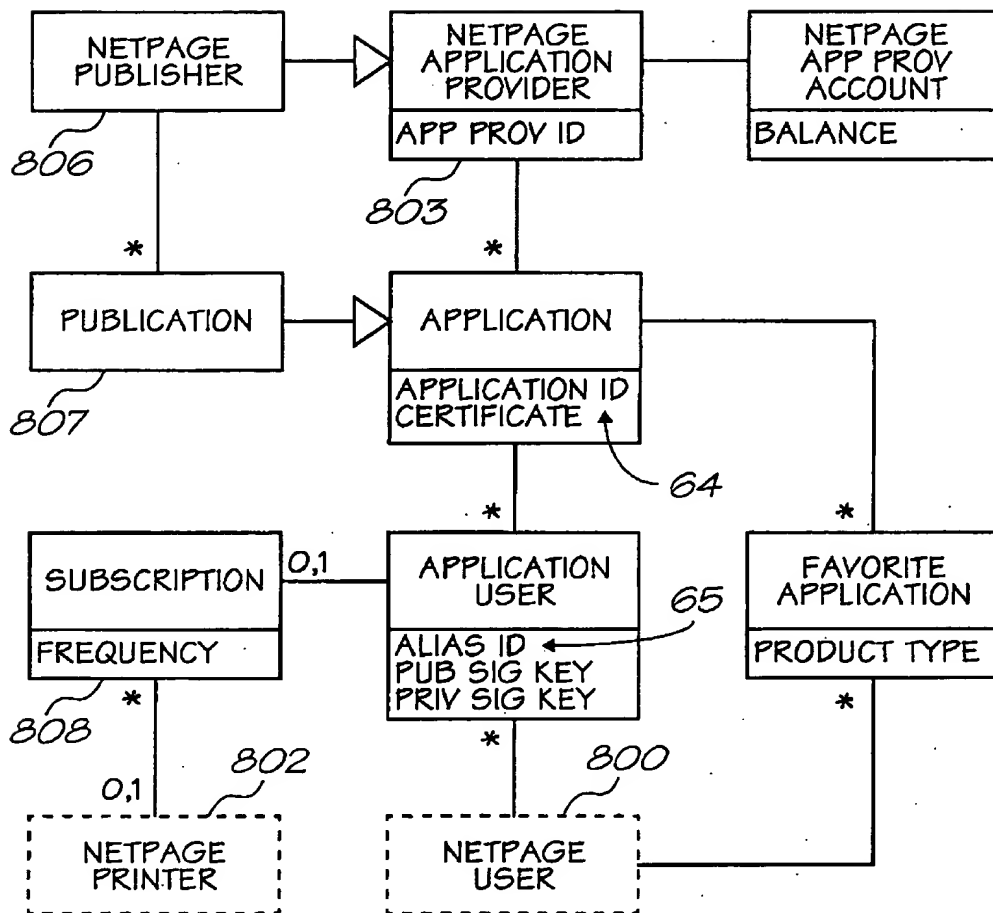 NETPAGE
PUBLISHER
806
NETPAGE
APPLICATION
PROVIDER
APP PROV ID
803
NETPAGE
APP PROV
ACCOUNT
BALANCE
*
*
PUBLICATION
807
APPLICATION
APPLICATION ID
CERTIFICATE
64
*
*
SUBSCRIPTION
FREQUENCY
808
0,1
APPLICATION
USER
ALIAS ID
PUB SIG KEY
PRIV SIG KEY
65
FAVORITE
APPLICATION
PRODUCT TYPE
*
*
*
802
0,1
800
NETPAGE
PRINTER
NETPAGE
USER